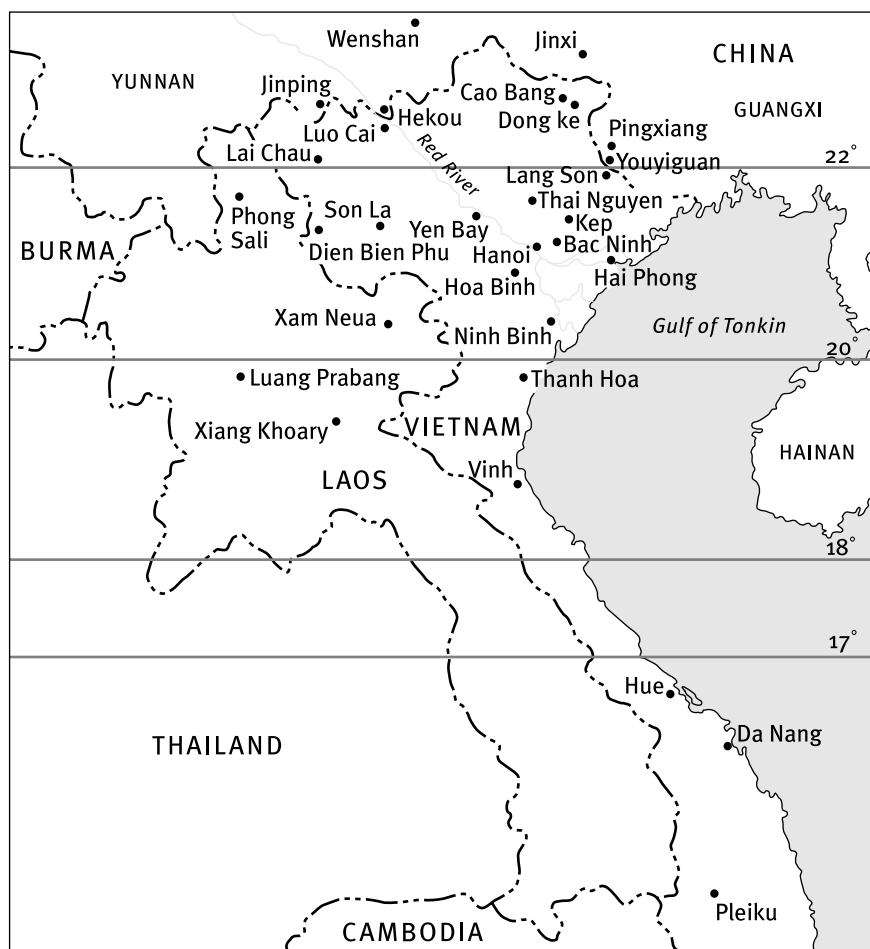 Wenshan
Jinxi
CHINA
YUNNAN
Jinping
Cao Bang
Hekou
Dong ke
GUANGXI
Luo Cai
Pingxiang
Lai Chau
Red River
Youyiguan
22°
Lang Son
Phong
Sali
Son La
Thai Nguyen
Yen Bay
Kep
BURMA
Dien Bien Phu
Hanoi
Bac Ninh
Hoa Binh
Hai Phong
Xam Neua
Ninh Binh
Gulf of Tonkin
20°
Luang Prabang
Thanh Hoa
Xiang Khoary
VIETNAM
HAINAN
LAOS
Vinh
18°
17°
Hue
THAILAND
Da Nang
Pleiku
CAMBODIA